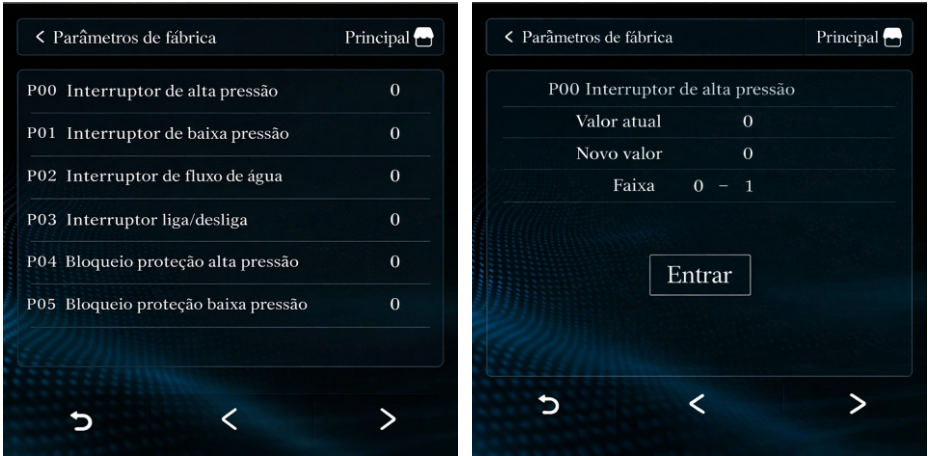 Parâmetros de fábrica Principal
P00 Interruptor de alta pressão 0
P01 Interruptor de baixa pressão 0
P02 Interruptor de fluxo de água 0
P03 Interruptor liga/desliga 0
P04 Bloqueio proteção alta pressão 0
P05 Bloqueio proteção baixa pressão 0
Parâmetros de fábrica Principal
P00 Interruptor de alta pressão
Valor atual 0
Novo valor 0
Faixa 0 – 1
Entrar